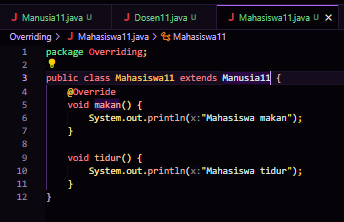 Manusia11.java U Dosen11.java U Mahasiswa11.java U
Overriding > Mahasiswa11.java > Mahasiswa11
1 package Overriding;
2
3 public class Mahasiswa11 extends Manusia11 {
4 @Override
5 void makan() {
6 System.out.println(x:"Mahasiswa makan");
7 }
8
9 void tidur() {
10 System.out.println(x:"Mahasiswa tidur");
11 }
12 }